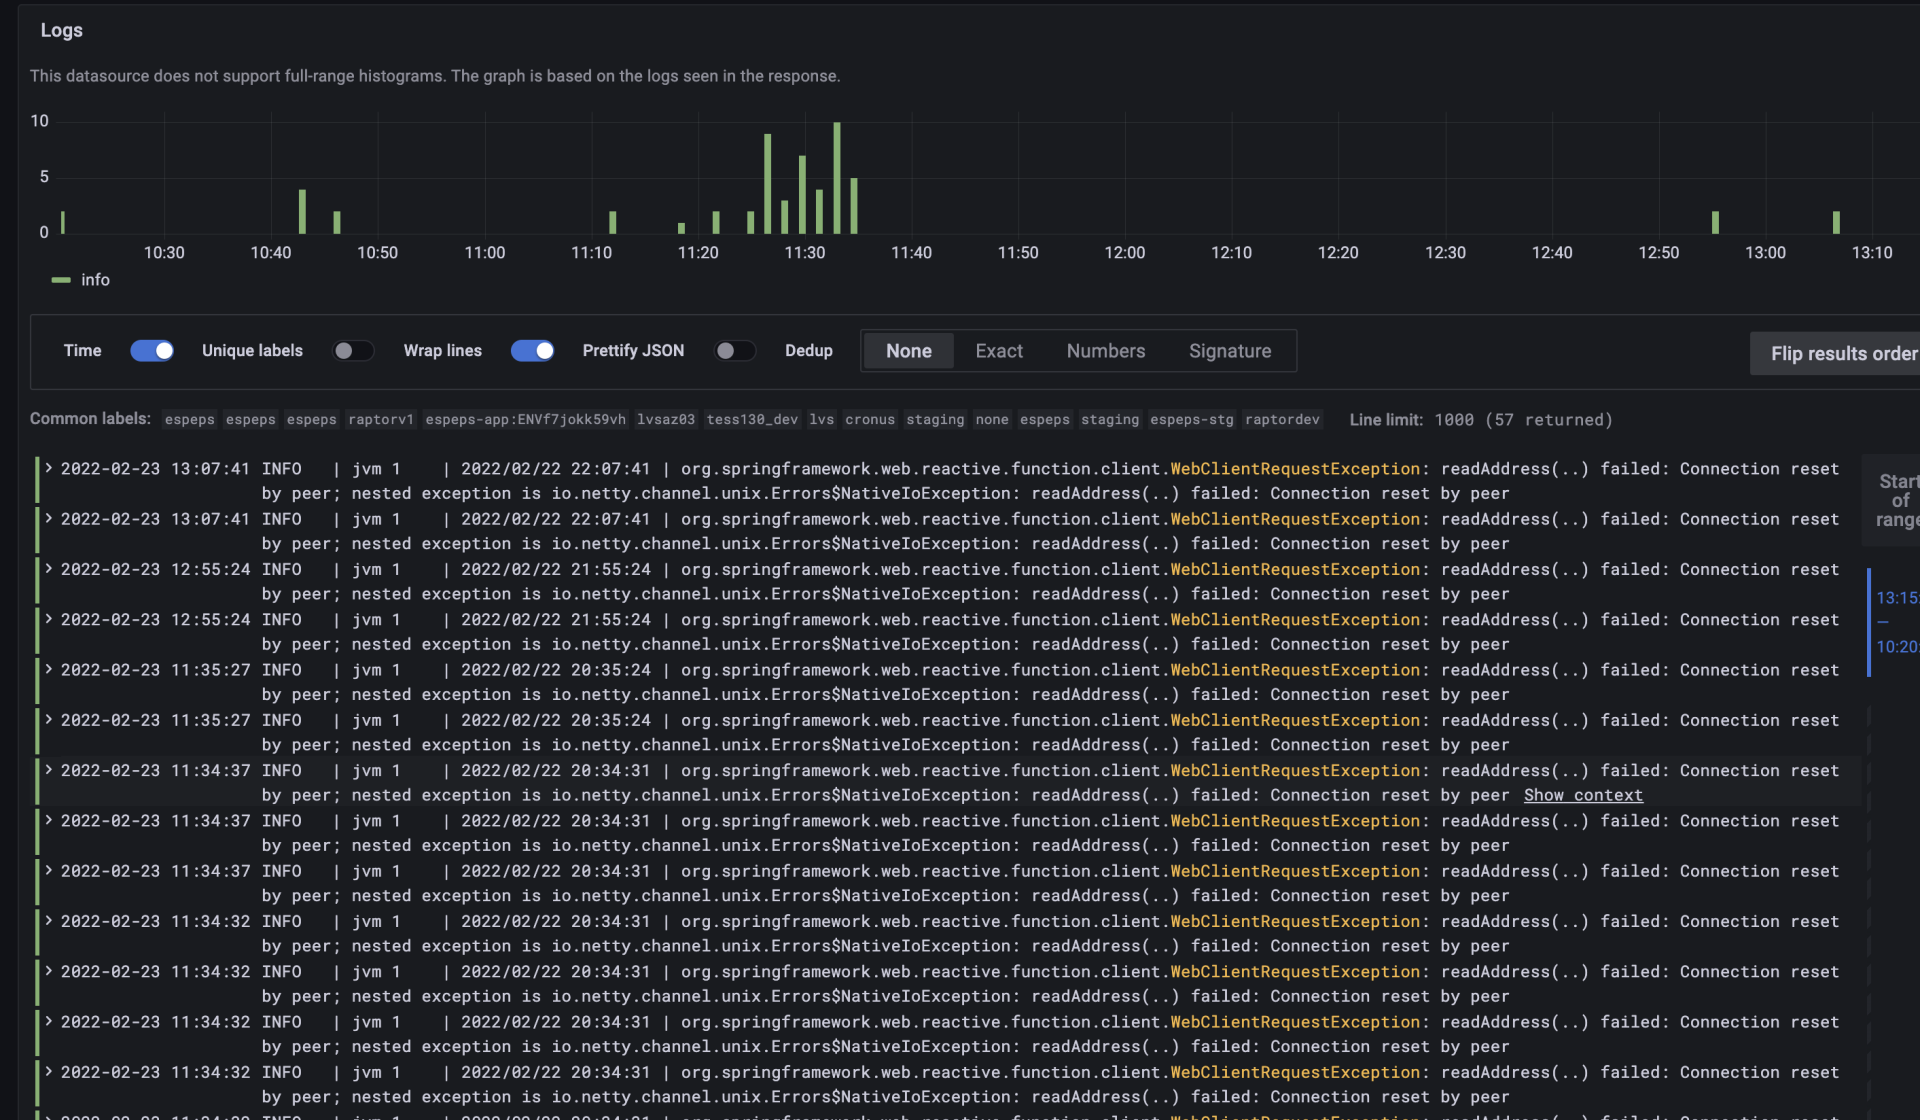 Logs
This datasource does not support full-range histograms. The graph is based on the logs seen in the response.
10
5
0
10:30 10:40 10:50 11:00 11:10 11:20 11:30 11:40 11:50 12:00 12:10 12:20 12:30 12:40 12:50 13:00 13:10
info
Time Unique labels Wrap lines Prettify JSON Dedup None Exact Numbers Signature Flip results order
Common labels: espeps espeps espeps raptorv1 espeps-app:ENVf7jokk59vh lvsaz03 tess130_dev lvs cronus staging none espeps staging espeps-stg raptordev Line limit: 1000 (57 returned)
2022-02-23 13:07:41 INFO | jvm 1 | 2022/02/22 22:07:41 | org.springframework.web.reactive.function.client.WebClientRequestException: readAddress(..) failed: Connection reset
by peer; nested exception is io.netty.channel.unix.Errors$NativeIoException: readAddress(..) failed: Connection reset by peer
2022-02-23 13:07:41 INFO | jvm 1 | 2022/02/22 22:07:41 | org.springframework.web.reactive.function.client.WebClientRequestException: readAddress(..) failed: Connection reset
by peer; nested exception is io.netty.channel.unix.Errors$NativeIoException: readAddress(..) failed: Connection reset by peer
2022-02-23 12:55:24 INFO | jvm 1 | 2022/02/22 21:55:24 | org.springframework.web.reactive.function.client.WebClientRequestException: readAddress(..) failed: Connection reset
by peer; nested exception is io.netty.channel.unix.Errors$NativeIoException: readAddress(..) failed: Connection reset by peer
2022-02-23 12:55:24 INFO | jvm 1 | 2022/02/22 21:55:24 | org.springframework.web.reactive.function.client.WebClientRequestException: readAddress(..) failed: Connection reset
by peer; nested exception is io.netty.channel.unix.Errors$NativeIoException: readAddress(..) failed: Connection reset by peer
2022-02-23 11:35:27 INFO | jvm 1 | 2022/02/22 20:35:24 | org.springframework.web.reactive.function.client.WebClientRequestException: readAddress(..) failed: Connection reset
by peer; nested exception is io.netty.channel.unix.Errors$NativeIoException: readAddress(..) failed: Connection reset by peer
2022-02-23 11:35:27 INFO | jvm 1 | 2022/02/22 20:35:24 | org.springframework.web.reactive.function.client.WebClientRequestException: readAddress(..) failed: Connection reset
by peer; nested exception is io.netty.channel.unix.Errors$NativeIoException: readAddress(..) failed: Connection reset by peer
2022-02-23 11:34:37 INFO | jvm 1 | 2022/02/22 20:34:31 | org.springframework.web.reactive.function.client.WebClientRequestException: readAddress(..) failed: Connection reset
by peer; nested exception is io.netty.channel.unix.Errors$NativeIoException: readAddress(..) failed: Connection reset by peer Show context
2022-02-23 11:34:37 INFO | jvm 1 | 2022/02/22 20:34:31 | org.springframework.web.reactive.function.client.WebClientRequestException: readAddress(..) failed: Connection reset
by peer; nested exception is io.netty.channel.unix.Errors$NativeIoException: readAddress(..) failed: Connection reset by peer
2022-02-23 11:34:37 INFO | jvm 1 | 2022/02/22 20:34:31 | org.springframework.web.reactive.function.client.WebClientRequestException: readAddress(..) failed: Connection reset
by peer; nested exception is io.netty.channel.unix.Errors$NativeIoException: readAddress(..) failed: Connection reset by peer
2022-02-23 11:34:32 INFO | jvm 1 | 2022/02/22 20:34:31 | org.springframework.web.reactive.function.client.WebClientRequestException: readAddress(..) failed: Connection reset
by peer; nested exception is io.netty.channel.unix.Errors$NativeIoException: readAddress(..) failed: Connection reset by peer
2022-02-23 11:34:32 INFO | jvm 1 | 2022/02/22 20:34:31 | org.springframework.web.reactive.function.client.WebClientRequestException: readAddress(..) failed: Connection reset
by peer; nested exception is io.netty.channel.unix.Errors$NativeIoException: readAddress(..) failed: Connection reset by peer
2022-02-23 11:34:32 INFO | jvm 1 | 2022/02/22 20:34:31 | org.springframework.web.reactive.function.client.WebClientRequestException: readAddress(..) failed: Connection reset
by peer; nested exception is io.netty.channel.unix.Errors$NativeIoException: readAddress(..) failed: Connection reset by peer
2022-02-23 11:34:32 INFO | jvm 1 | 2022/02/22 20:34:31 | org.springframework.web.reactive.function.client.WebClientRequestException: readAddress(..) failed: Connection reset
by peer; nested exception is io.netty.channel.unix.Errors$NativeIoException: readAddress(..) failed: Connection reset by peer
Start
of
range
13:15:
—
10:20: